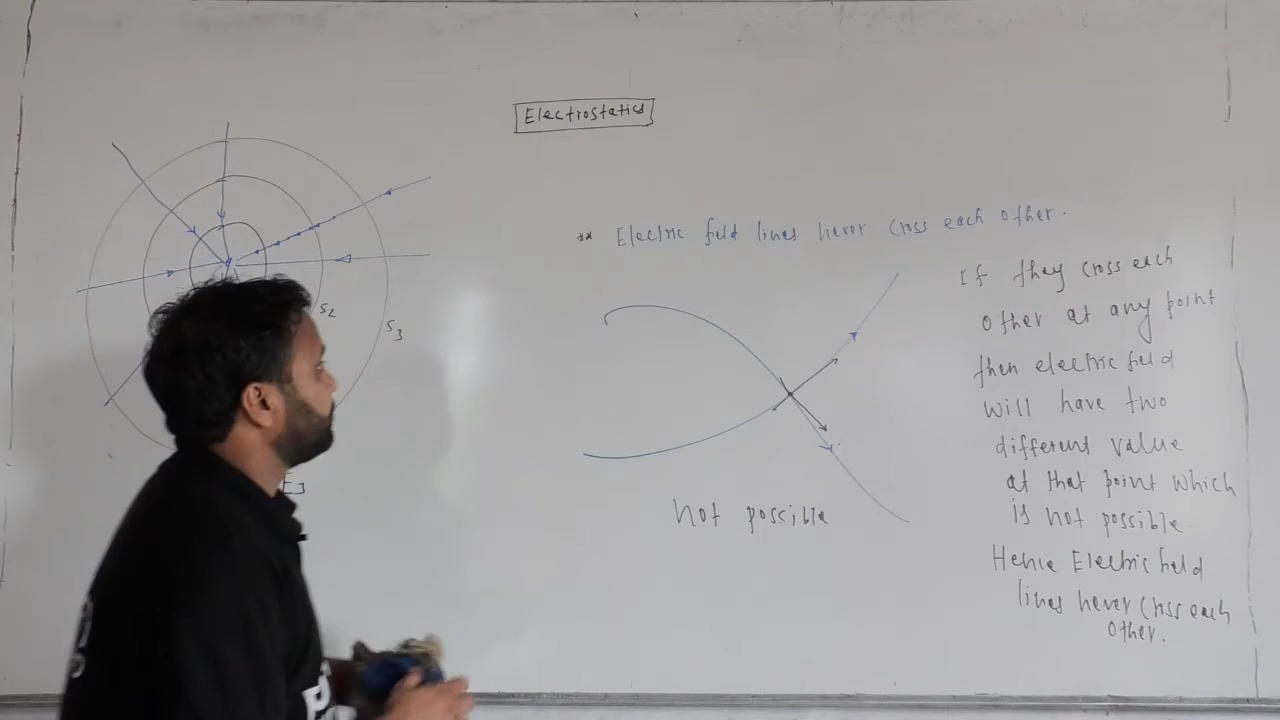 Electrostatics
** Electric field lines never cross each other.
S2
S3
E3
not possible
If they cross each
other at any point
then electric field
will have two
different value
at that point which
is not possible
Hence Electric field
lines never cross each
other.